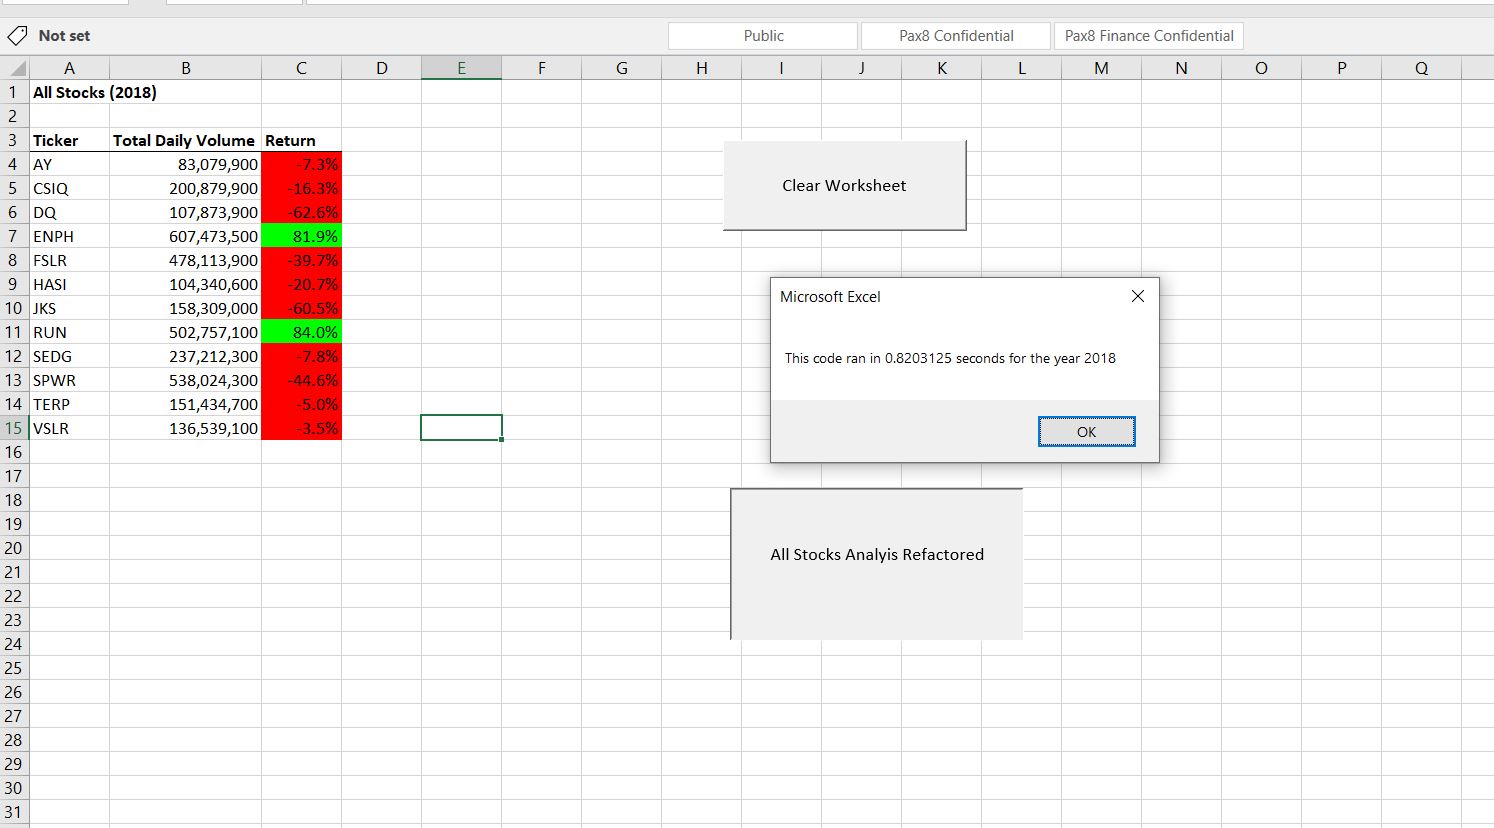 Not set Public Pax8 Confidential Pax8 Finance Confidential
A B C D E F G H I J K L M N O P Q
1 All Stocks (2018)
2
3 Ticker Total Daily Volume Return
4 AY 83,079,900 -7.3%
5 CSIQ 200,879,900 -16.3%
6 DQ 107,873,900 -62.6%
7 ENPH 607,473,500 81.9%
8 FSLR 478,113,900 -39.7%
9 HASI 104,340,600 -20.7%
10 JKS 158,309,000 -60.5%
11 RUN 502,757,100 84.0%
12 SEDG 237,212,300 -7.8%
13 SPWR 538,024,300 -44.6%
14 TERP 151,434,700 -5.0%
15 VSLR 136,539,100 -3.5%
16
17
18
19
20
21
22
23
24
25
26
27
28
29
30
31
Clear Worksheet
Microsoft Excel
This code ran in 0.8203125 seconds for the year 2018
OK
All Stocks Analyis Refactored